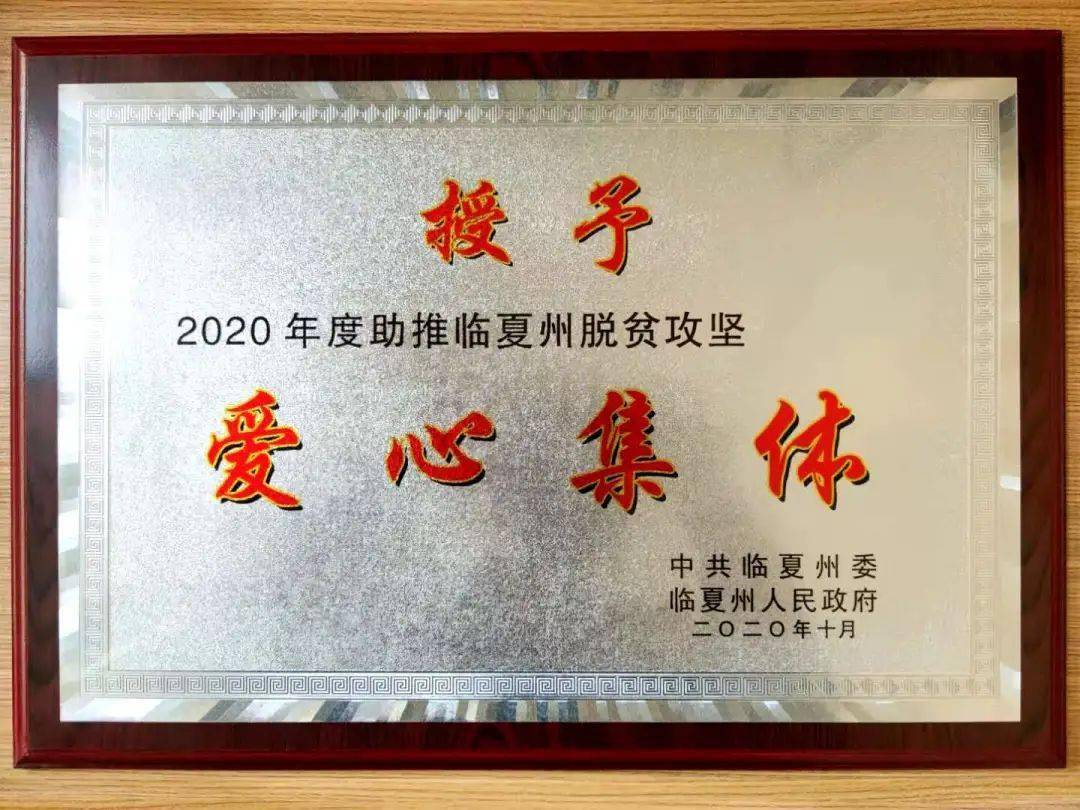 授予
2020年度助推临夏州脱贫攻坚
爱心集体
中共临夏州委
临夏州人民政府
二〇二〇年十月